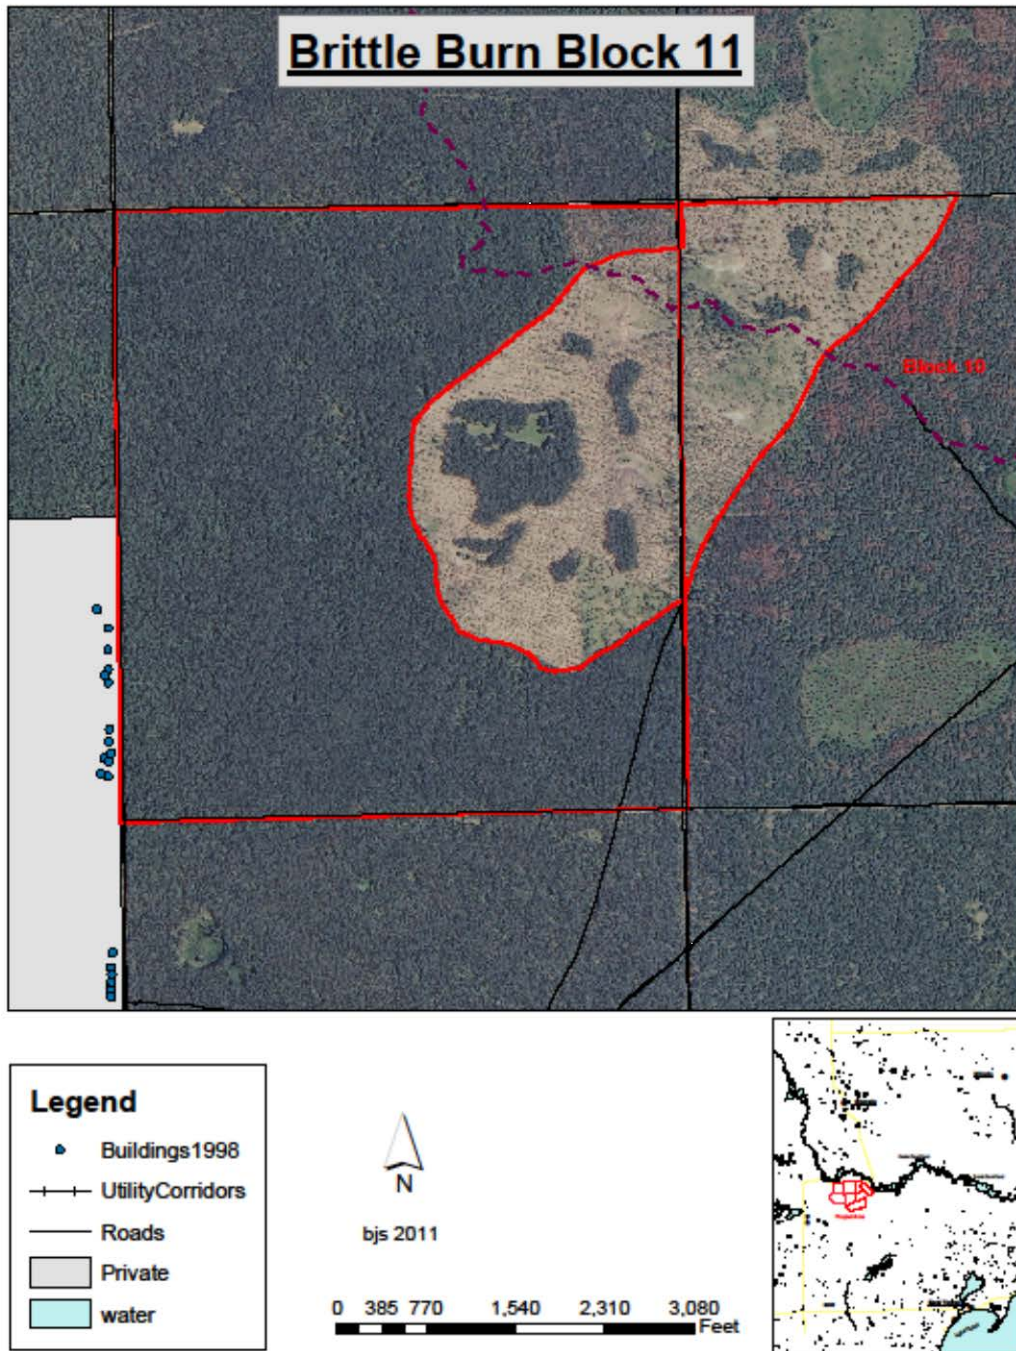 Brittle Burn Block 11
Block 10
Legend
Buildings1998
UtilityCorridors
Roads
Private
water
N
bjs 2011
0 385 770 1,540 2,310 3,080
Feet